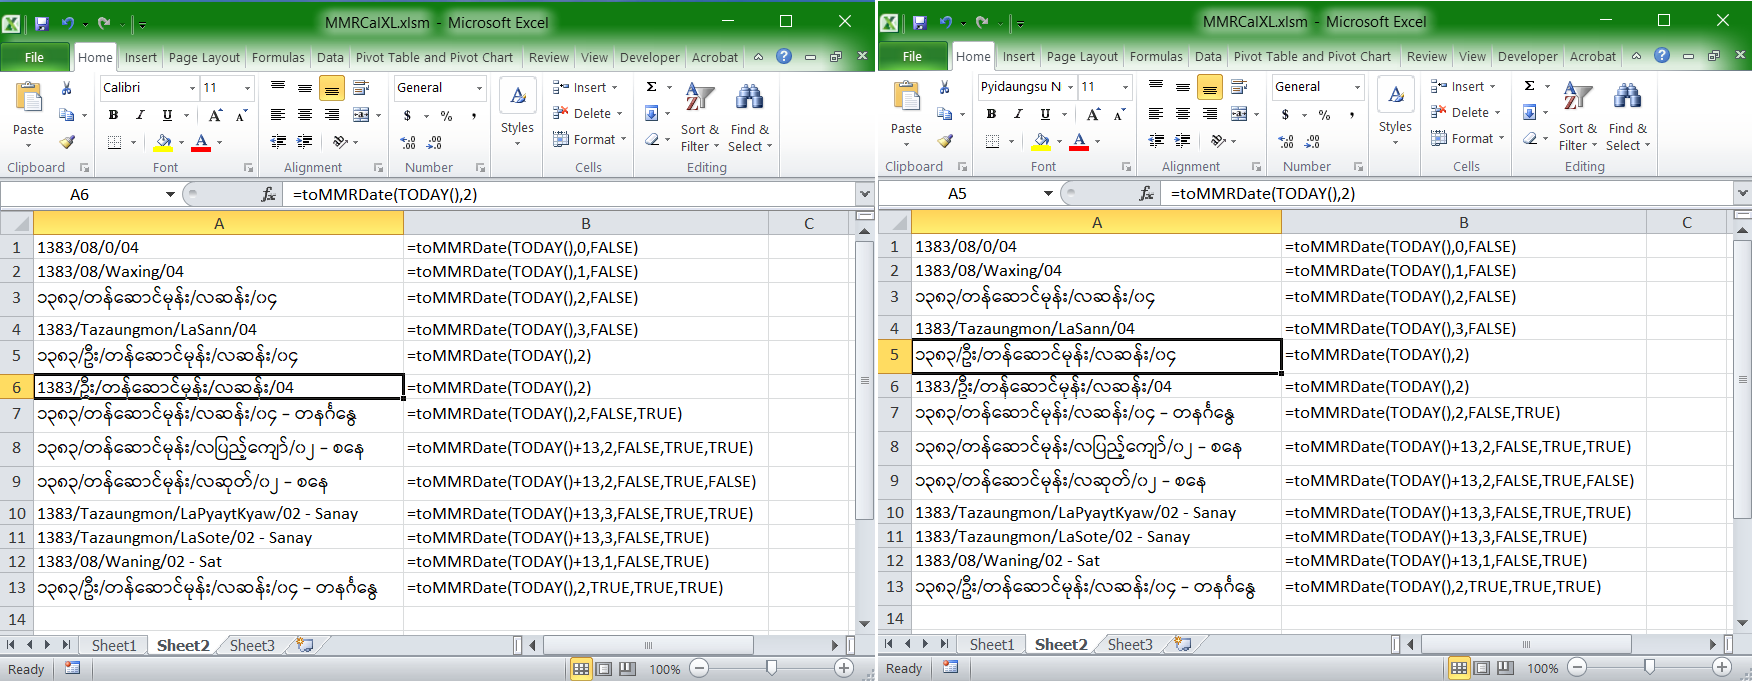 MMRCalXL.xlsm - Microsoft Excel
File Home Insert Page Layout Formulas Data Pivot Table and Pivot Chart Review View Developer Acrobat
Calibri 11 General Insert
Paste B I U $ % , Styles Delete Sort & Filter Find & Select
Format
Clipboard Font Alignment Number Cells Editing
A6 fx =toMMRDate(TODAY(),2)
A B C
1 1383/08/0/04 =toMMRDate(TODAY(),0,FALSE)
2 1383/08/Waxing/04 =toMMRDate(TODAY(),1,FALSE)
3 ၁၃၈၃/တန်ဆောင်မုန်း/လဆန်း/၀၄ =toMMRDate(TODAY(),2,FALSE)
4 1383/Tazaungmon/LaSann/04 =toMMRDate(TODAY(),3,FALSE)
5 ၁၃၈၃/ဦး/တန်ဆောင်မုန်း/လဆန်း/၀၄ =toMMRDate(TODAY(),2)
6 1383/ဦး/တန်ဆောင်မုန်း/လဆန်း/04 =toMMRDate(TODAY(),2)
7 ၁၃၈၃/တန်ဆောင်မုန်း/လဆန်း/၀၄ – တနင်္ဂနွေ =toMMRDate(TODAY(),2,FALSE,TRUE)
8 ၁၃၈၃/တန်ဆောင်မုန်း/လပြည့်ကျော်/၀၂ – စနေ =toMMRDate(TODAY()+13,2,FALSE,TRUE,TRUE)
9 ၁၃၈၃/တန်ဆောင်မုန်း/လဆုတ်/၀၂ – စနေ =toMMRDate(TODAY()+13,2,FALSE,TRUE,FALSE)
10 1383/Tazaungmon/LaPyaytKyaw/02 - Sanay =toMMRDate(TODAY()+13,3,FALSE,TRUE,TRUE)
11 1383/Tazaungmon/LaSote/02 - Sanay =toMMRDate(TODAY()+13,3,FALSE,TRUE)
12 1383/08/Waning/02 - Sat =toMMRDate(TODAY()+13,1,FALSE,TRUE)
13 ၁၃၈၃/ဦး/တန်ဆောင်မုန်း/လဆန်း/၀၄ – တနင်္ဂနွေ =toMMRDate(TODAY(),2,TRUE,TRUE,TRUE)
14
Sheet1 Sheet2 Sheet3
Ready 100%
MMRCalXL.xlsm - Microsoft Excel
File Home Insert Page Layout Formulas Data Pivot Table and Pivot Chart Review View Developer Acrobat
Pyidaungsu N 11 General Insert
Paste B I U $ % , Styles Delete Sort & Filter Find & Select
Format
Clipboard Font Alignment Number Cells Editing
A5 fx =toMMRDate(TODAY(),2)
A B C
1 1383/08/0/04 =toMMRDate(TODAY(),0,FALSE)
2 1383/08/Waxing/04 =toMMRDate(TODAY(),1,FALSE)
3 ၁၃၈၃/တန်ဆောင်မုန်း/လဆန်း/၀၄ =toMMRDate(TODAY(),2,FALSE)
4 1383/Tazaungmon/LaSann/04 =toMMRDate(TODAY(),3,FALSE)
5 ၁၃၈၃/ဦး/တန်ဆောင်မုန်း/လဆန်း/၀၄ =toMMRDate(TODAY(),2)
6 1383/ဦး/တန်ဆောင်မုန်း/လဆန်း/04 =toMMRDate(TODAY(),2)
7 ၁၃၈၃/တန်ဆောင်မုန်း/လဆန်း/၀၄ – တနင်္ဂနွေ =toMMRDate(TODAY(),2,FALSE,TRUE)
8 ၁၃၈၃/တန်ဆောင်မုန်း/လပြည့်ကျော်/၀၂ – စနေ =toMMRDate(TODAY()+13,2,FALSE,TRUE,TRUE)
9 ၁၃၈၃/တန်ဆောင်မုန်း/လဆုတ်/၀၂ – စနေ =toMMRDate(TODAY()+13,2,FALSE,TRUE,FALSE)
10 1383/Tazaungmon/LaPyaytKyaw/02 - Sanay =toMMRDate(TODAY()+13,3,FALSE,TRUE,TRUE)
11 1383/Tazaungmon/LaSote/02 - Sanay =toMMRDate(TODAY()+13,3,FALSE,TRUE)
12 1383/08/Waning/02 - Sat =toMMRDate(TODAY()+13,1,FALSE,TRUE)
13 ၁၃၈၃/ဦး/တန်ဆောင်မုန်း/လဆန်း/၀၄ – တနင်္ဂနွေ =toMMRDate(TODAY(),2,TRUE,TRUE,TRUE)
14
Sheet1 Sheet2 Sheet3
Ready 100%